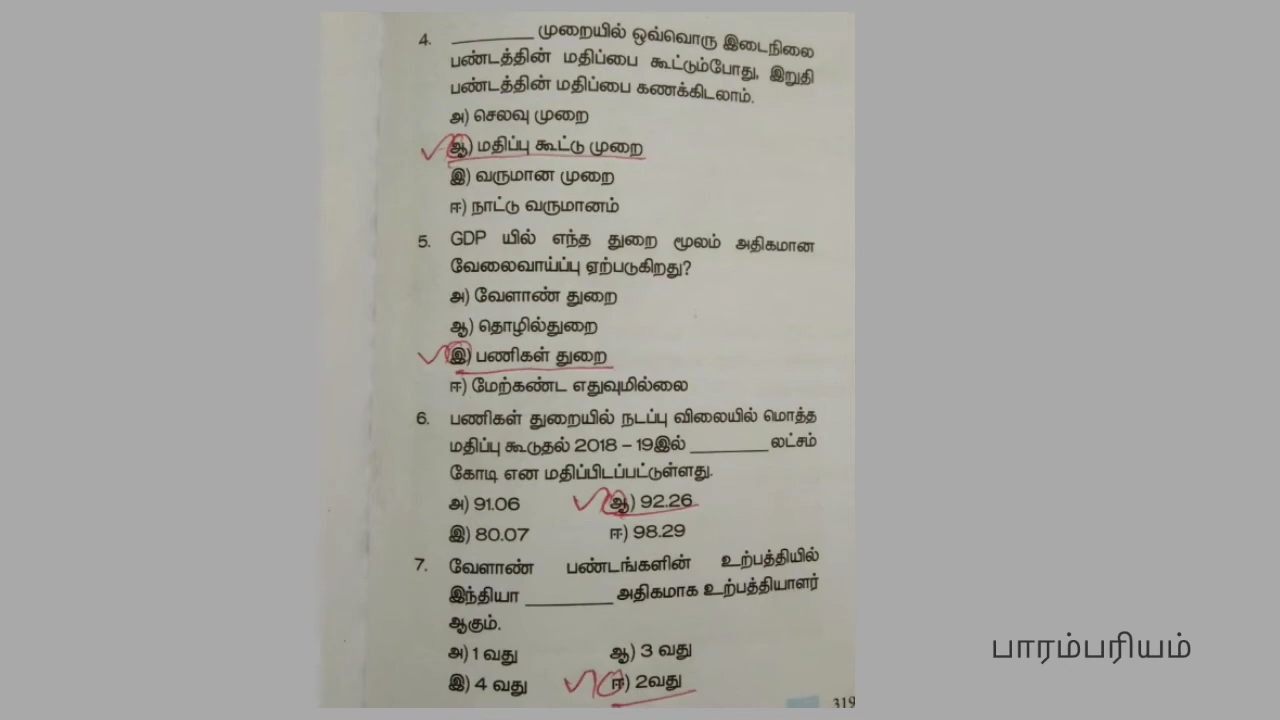 4. ________ முறையில் ஒவ்வொரு இடைநிலை
பண்டத்தின் மதிப்பை கூட்டும்போது, இறுதி
பண்டத்தின் மதிப்பை கணக்கிடலாம்.
அ) செலவு முறை
ஆ) மதிப்பு கூட்டு முறை
இ) வருமான முறை
ஈ) நாட்டு வருமானம்
5. GDP யில் எந்த துறை மூலம் அதிகமான
வேலைவாய்ப்பு ஏற்படுகிறது?
அ) வேளாண் துறை
ஆ) தொழில்துறை
இ) பணிகள் துறை
ஈ) மேற்கண்ட எதுவுமில்லை
6. பணிகள் துறையில் நடப்பு விலையில் மொத்த
மதிப்பு கூடுதல் 2018 – 19இல் ________ லட்சம்
கோடி என மதிப்பிடப்பட்டுள்ளது.
அ) 91.06 ஆ) 92.26
இ) 80.07 ஈ) 98.29
7. வேளாண் பண்டங்களின் உற்பத்தியில்
இந்தியா ________ அதிகமாக உற்பத்தியாளர்
ஆகும்.
அ) 1 வது ஆ) 3 வது
இ) 4 வது ஈ) 2வது
319
பாரம்பரியம்